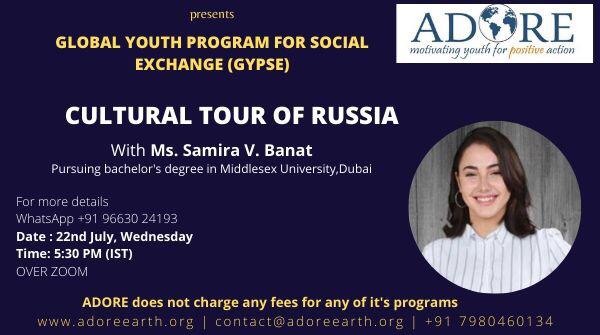 presents
GLOBAL YOUTH PROGRAM FOR SOCIAL
EXCHANGE (GYPSE)
ADORE
motivating youth for positive action
CULTURAL TOUR OF RUSSIA
With Ms. Samira V. Banat
Pursuing bachelor's degree in Middlesex University,Dubai
For more details
WhatsApp +91 96630 24193
Date : 22nd July, Wednesday
Time: 5:30 PM (IST)
OVER ZOOM
ADORE does not charge any fees for any of it's programs
www.adoreearth.org | contact@adoreearth.org | +91 7980460134